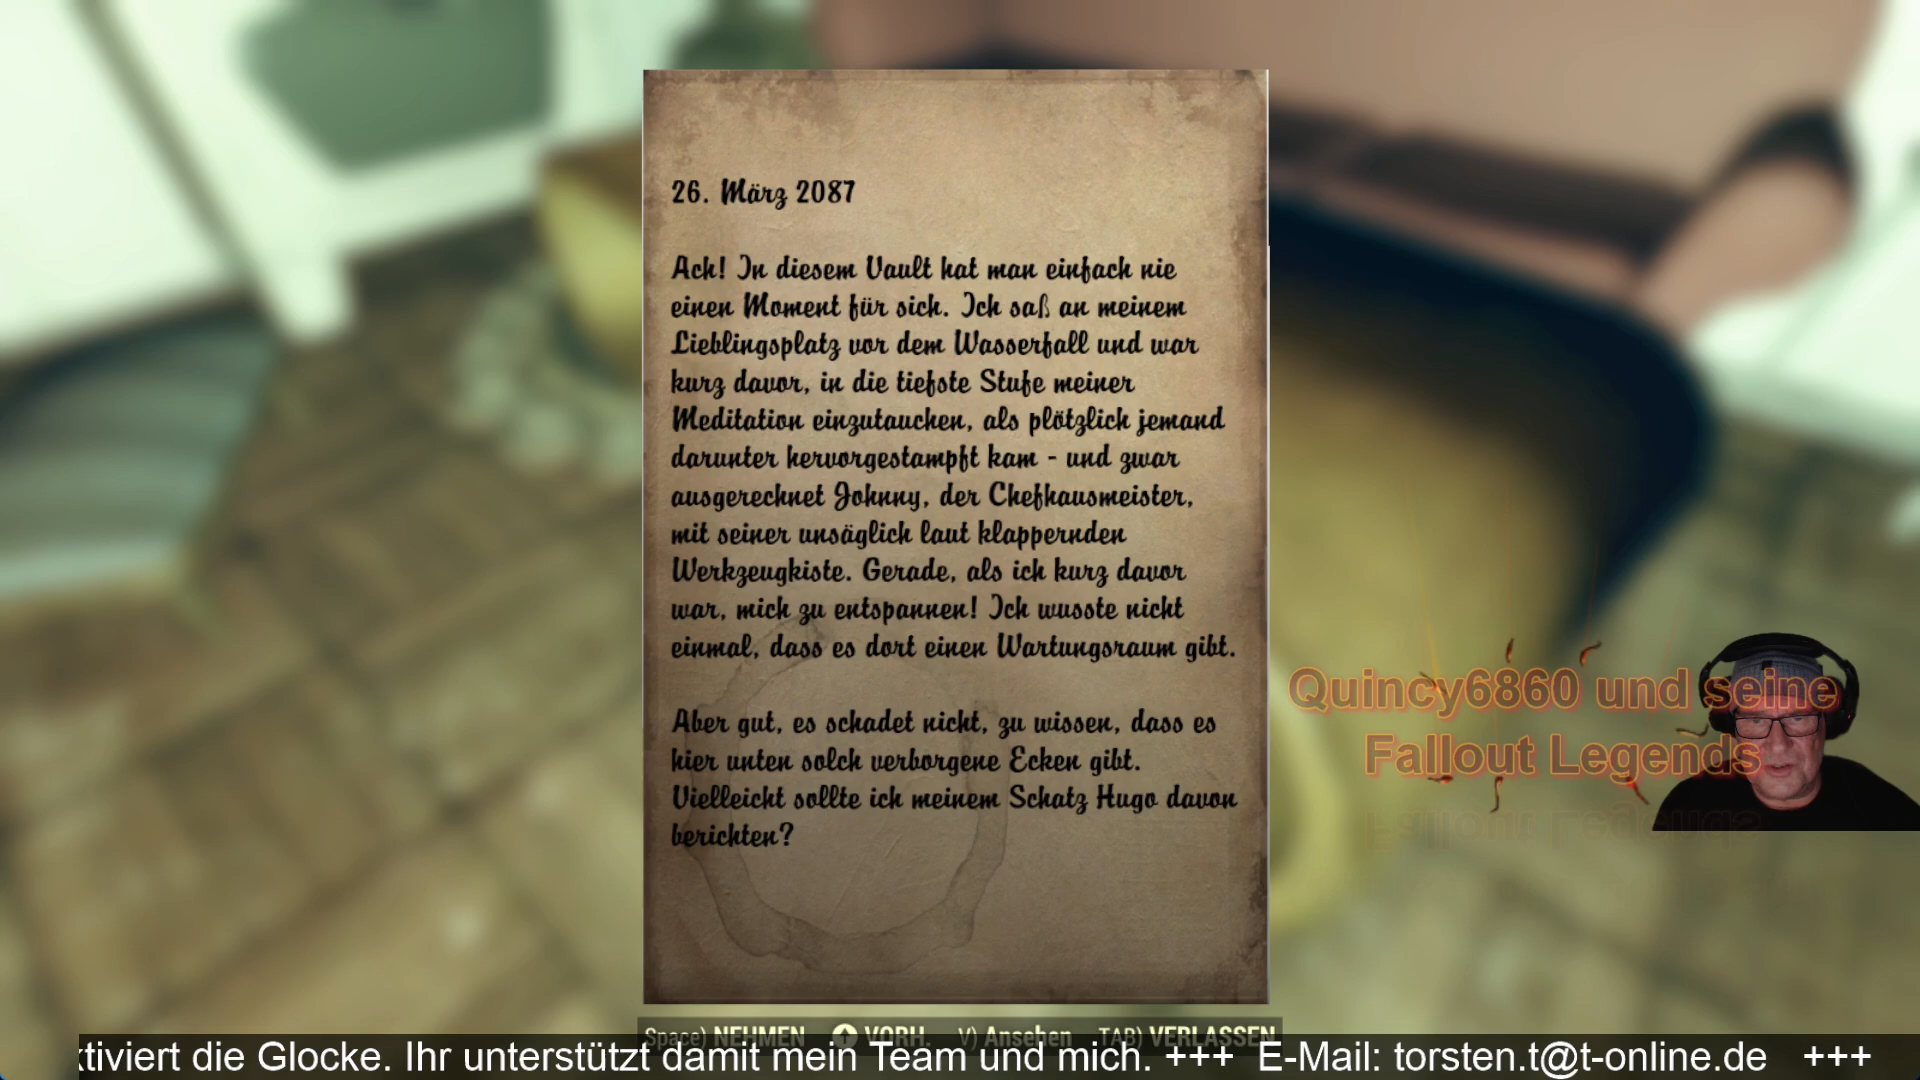 26. März 2087
Ach! In diesem Vault hat man einfach nie
einen Moment für sich. Ich saß an meinem
Lieblingsplatz vor dem Wasserfall und war
kurz davor, in die tiefste Stufe meiner
Meditation einzutauchen, als plötzlich jemand
darunter hervorgestampft kam - und zwar
ausgerechnet Johnny, der Chefhausmeister,
mit seiner unsäglich laut klappernden
Werkzeugkiste. Gerade, als ich kurz davor
war, mich zu entspannen! Ich wusste nicht
einmal, dass es dort einen Wartungsraum gibt.
Aber gut, es schadet nicht, zu wissen, dass es
hier unten solch verborgene Ecken gibt.
Vielleicht sollte ich meinem Schatz Hugo davon
berichten?
Quincy6860 und seine
Fallout Legends
Space) NEHMEN VORH. V) Ansehen TAB) VERLASSEN
ktiviert die Glocke. Ihr unterstützt damit mein Team und mich. +++ E-Mail: torsten.t@t-online.de +++